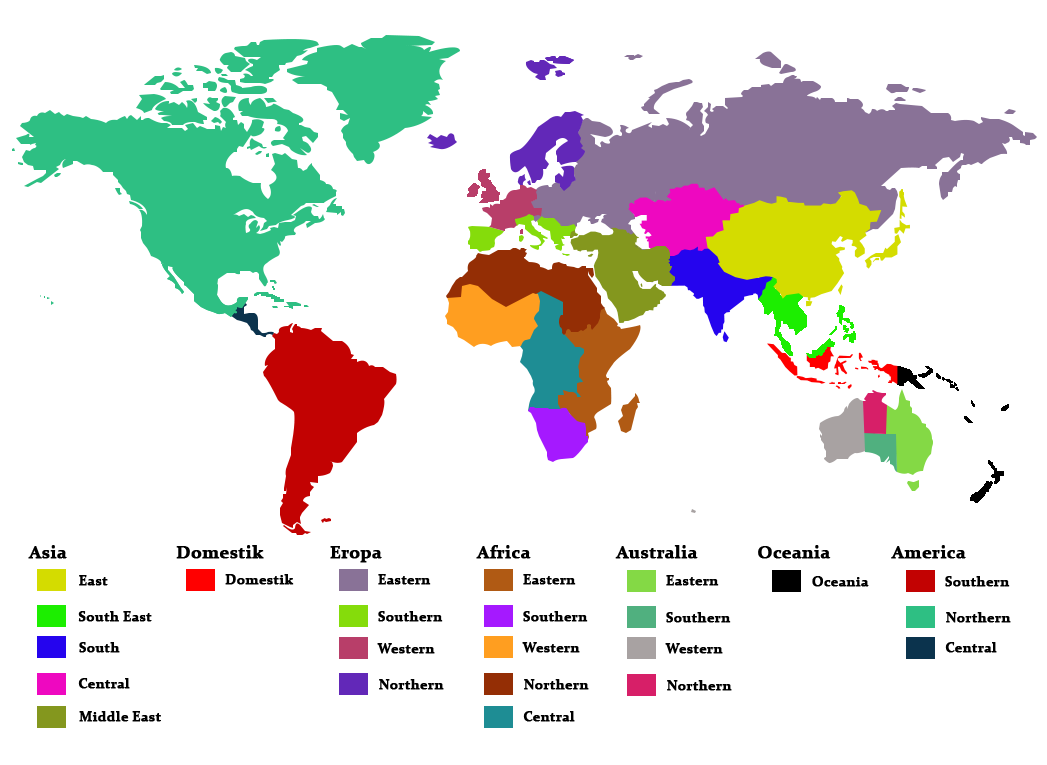 Asia
East
South East
South
Central
Middle East
Domestik
Domestik
Eropa
Eastern
Southern
Western
Northern
Africa
Eastern
Southern
Western
Northern
Central
Australia
Eastern
Southern
Western
Northern
Oceania
Oceania
America
Southern
Northern
Central